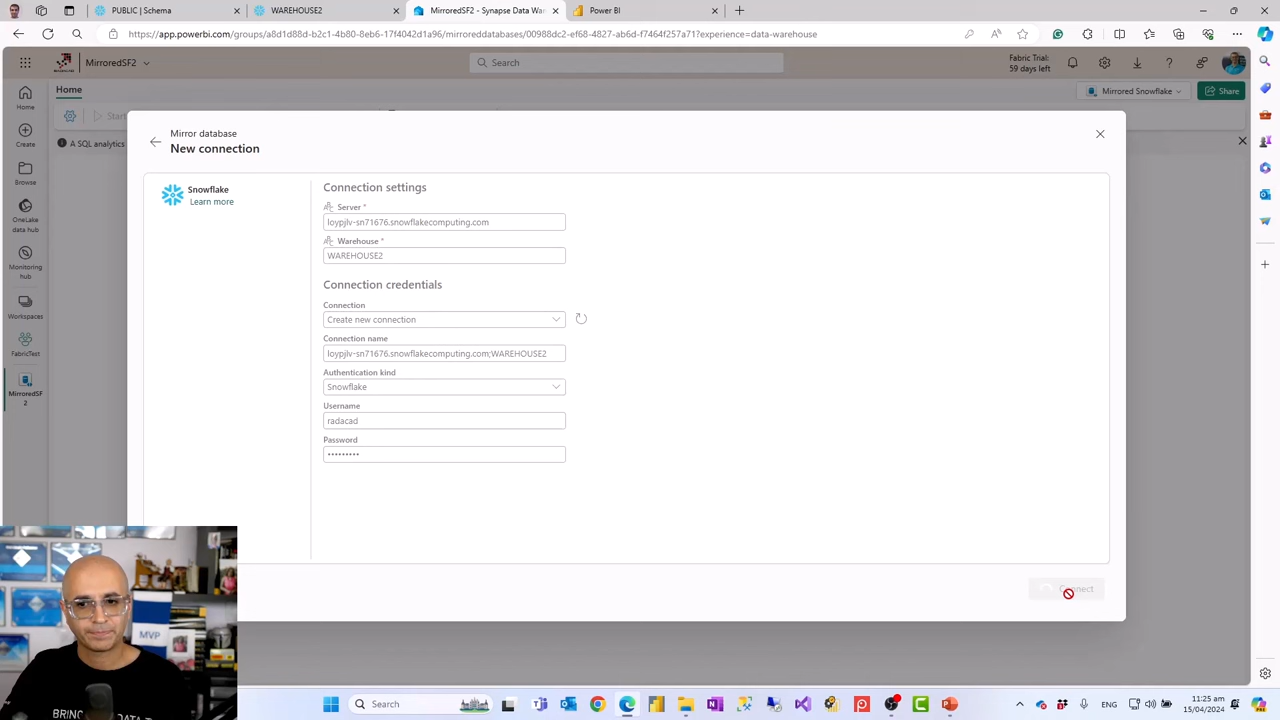 PUBLIC | Schema
WAREHOUSE2
MirroredSF2 - Synapse Data War
Power BI
https://app.powerbi.com/groups/a8d1d88d-b2c1-4b80-8eb6-17f4042d1a96/mirroreddatabases/00988dc2-ef68-4827-ab6d-f7464f257a71?experience=data-warehouse
MirroredSF2
Search
Fabric Trial:
59 days left
Home
Mirrored Snowflake
Share
Start
A SQL analytics
Home
Create
Browse
OneLake
data hub
Monitoring
hub
Workspaces
FabricTest
MirroredSF
2
Mirror database
New connection
Snowflake
Learn more
Connection settings
Server *
loypjlv-sn71676.snowflakecomputing.com
Warehouse *
WAREHOUSE2
Connection credentials
Connection
Create new connection
Connection name
loypjlv-sn71676.snowflakecomputing.com;WAREHOUSE2
Authentication kind
Snowflake
Username
radacad
Password
•••••••••
Connect
MVP
BRING DATA
Search
ENG
11:25 am
15/04/2024